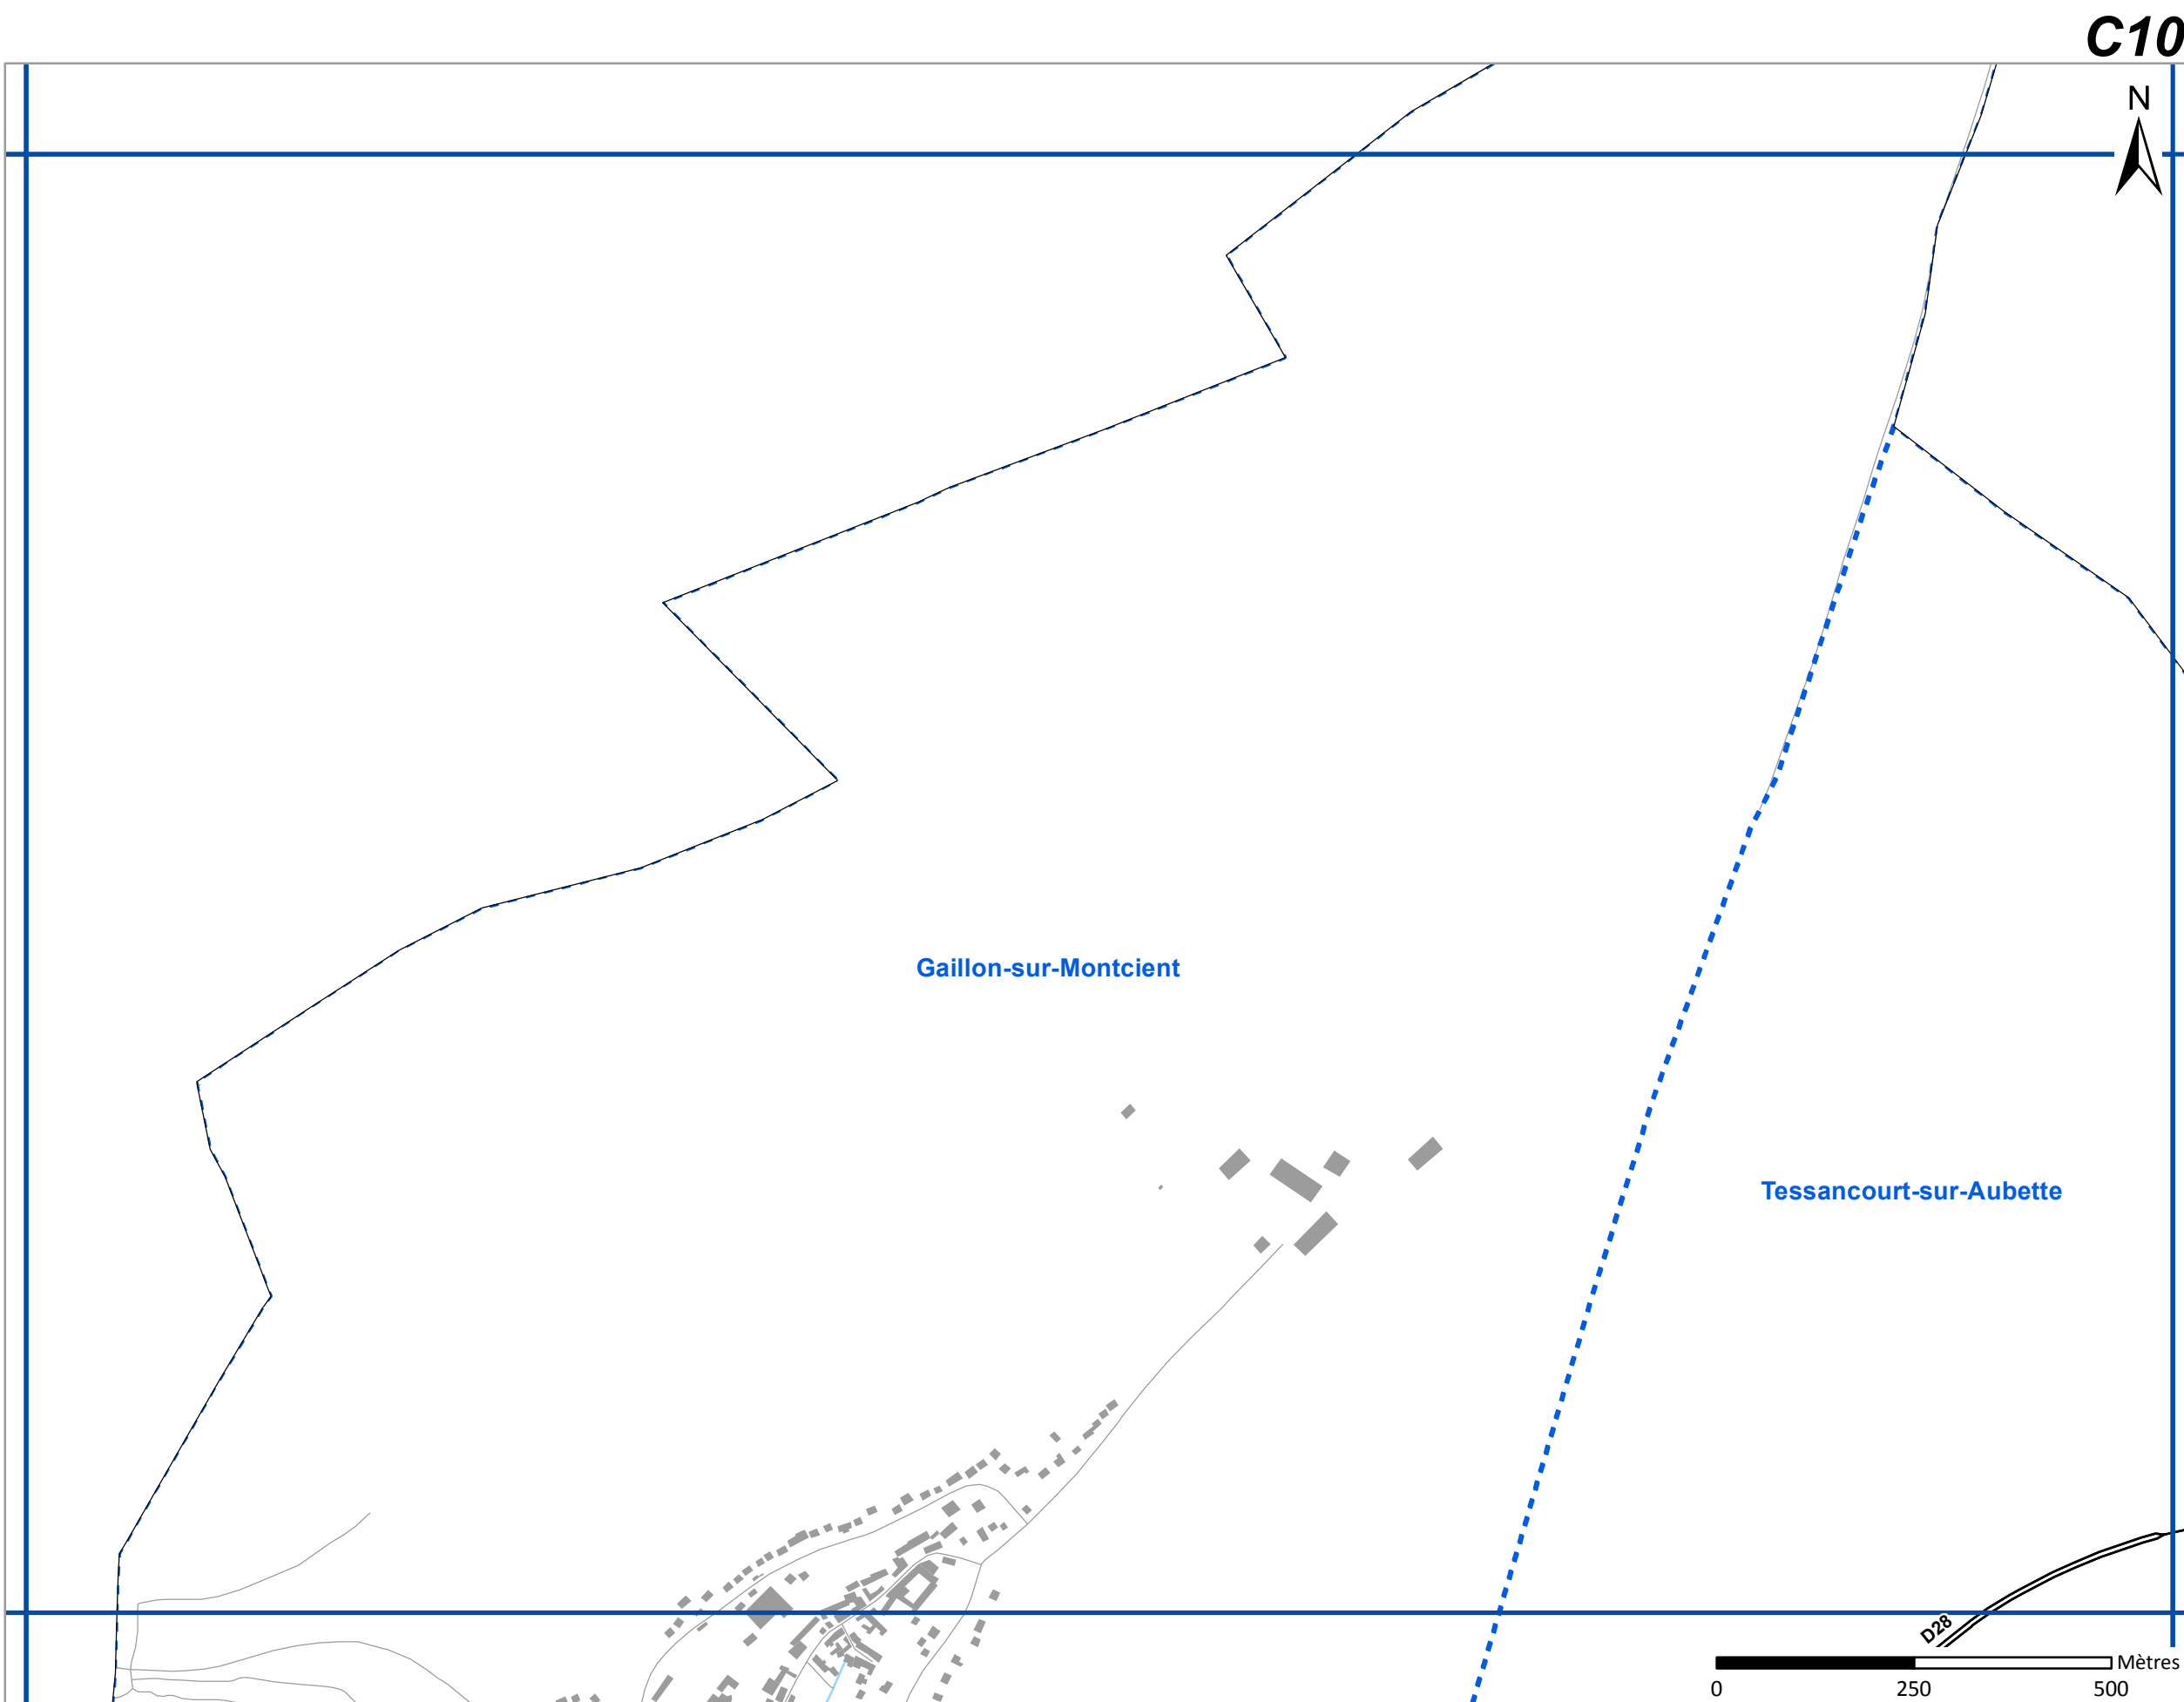 C10
N
Gaillon-sur-Montcient
Tessancourt-sur-Aubette
D28
Mètres
0 250 500